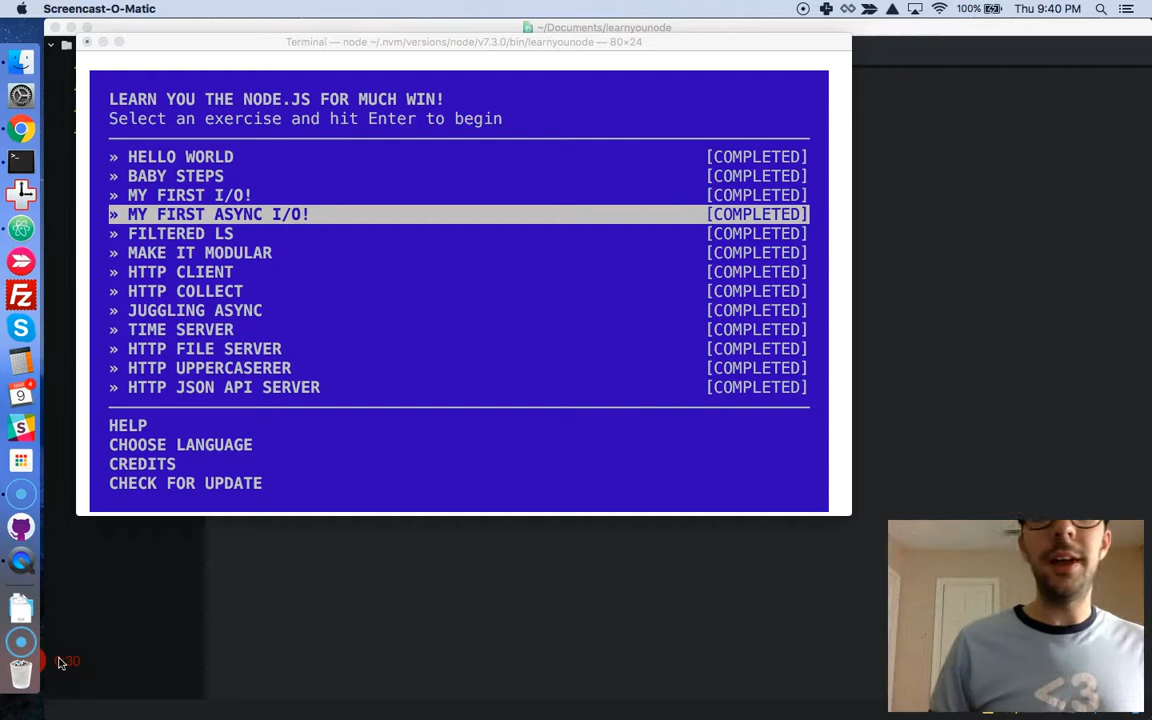 Screencast-O-Matic
100%
Thu 9:40 PM
~/Documents/learnyounode
Terminal — node ~/.nvm/versions/node/v7.3.0/bin/learnyounode — 80×24
LEARN YOU THE NODE.JS FOR MUCH WIN!
Select an exercise and hit Enter to begin
» HELLO WORLD [COMPLETED]
» BABY STEPS [COMPLETED]
» MY FIRST I/O! [COMPLETED]
» MY FIRST ASYNC I/O! [COMPLETED]
» FILTERED LS [COMPLETED]
» MAKE IT MODULAR [COMPLETED]
» HTTP CLIENT [COMPLETED]
» HTTP COLLECT [COMPLETED]
» JUGGLING ASYNC [COMPLETED]
» TIME SERVER [COMPLETED]
» HTTP FILE SERVER [COMPLETED]
» HTTP UPPERCASERER [COMPLETED]
» HTTP JSON API SERVER [COMPLETED]
HELP
CHOOSE LANGUAGE
CREDITS
CHECK FOR UPDATE
<3